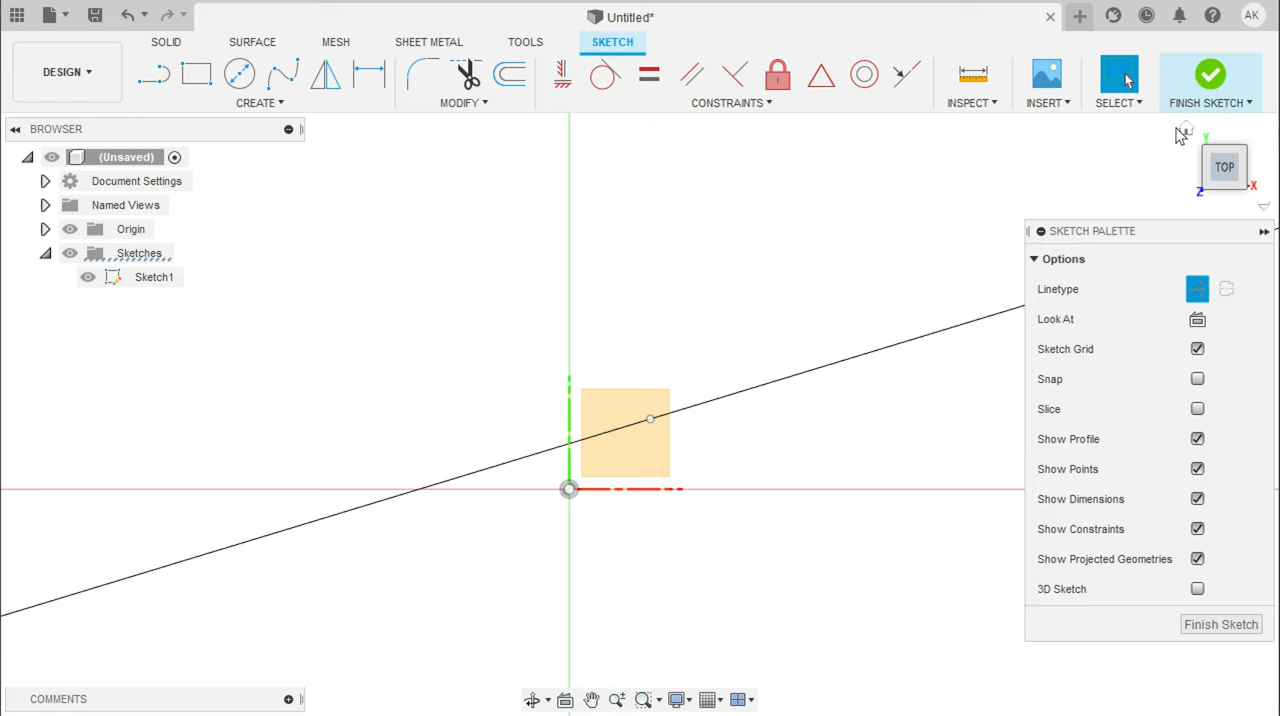 Untitled*
AK
DESIGN
SOLID
SURFACE
MESH
SHEET METAL
TOOLS
SKETCH
CREATE
MODIFY
CONSTRAINTS
INSPECT
INSERT
SELECT
FINISH SKETCH
BROWSER
(Unsaved)
Document Settings
Named Views
Origin
Sketches
Sketch1
Y
TOP
Z
X
SKETCH PALETTE
Options
Linetype
Look At
Sketch Grid
Snap
Slice
Show Profile
Show Points
Show Dimensions
Show Constraints
Show Projected Geometries
3D Sketch
Finish Sketch
COMMENTS